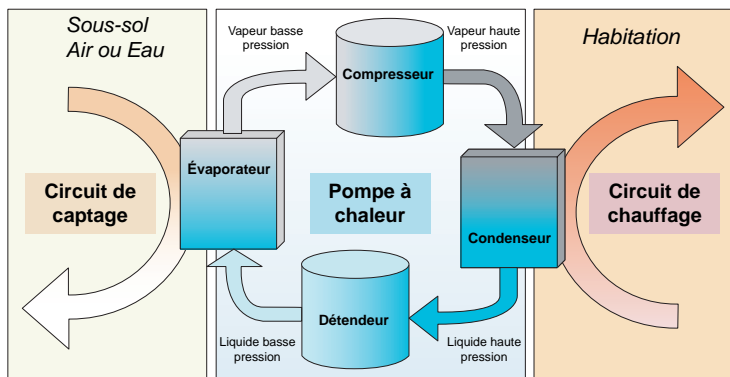 Sous-sol
Air ou Eau
Vapeur basse
pression
Vapeur haute
pression
Habitation
Compresseur
Évaporateur
Circuit de
captage
Pompe à
chaleur
Circuit de
chauffage
Condenseur
Détendeur
Liquide basse
pression
Liquide haute
pression